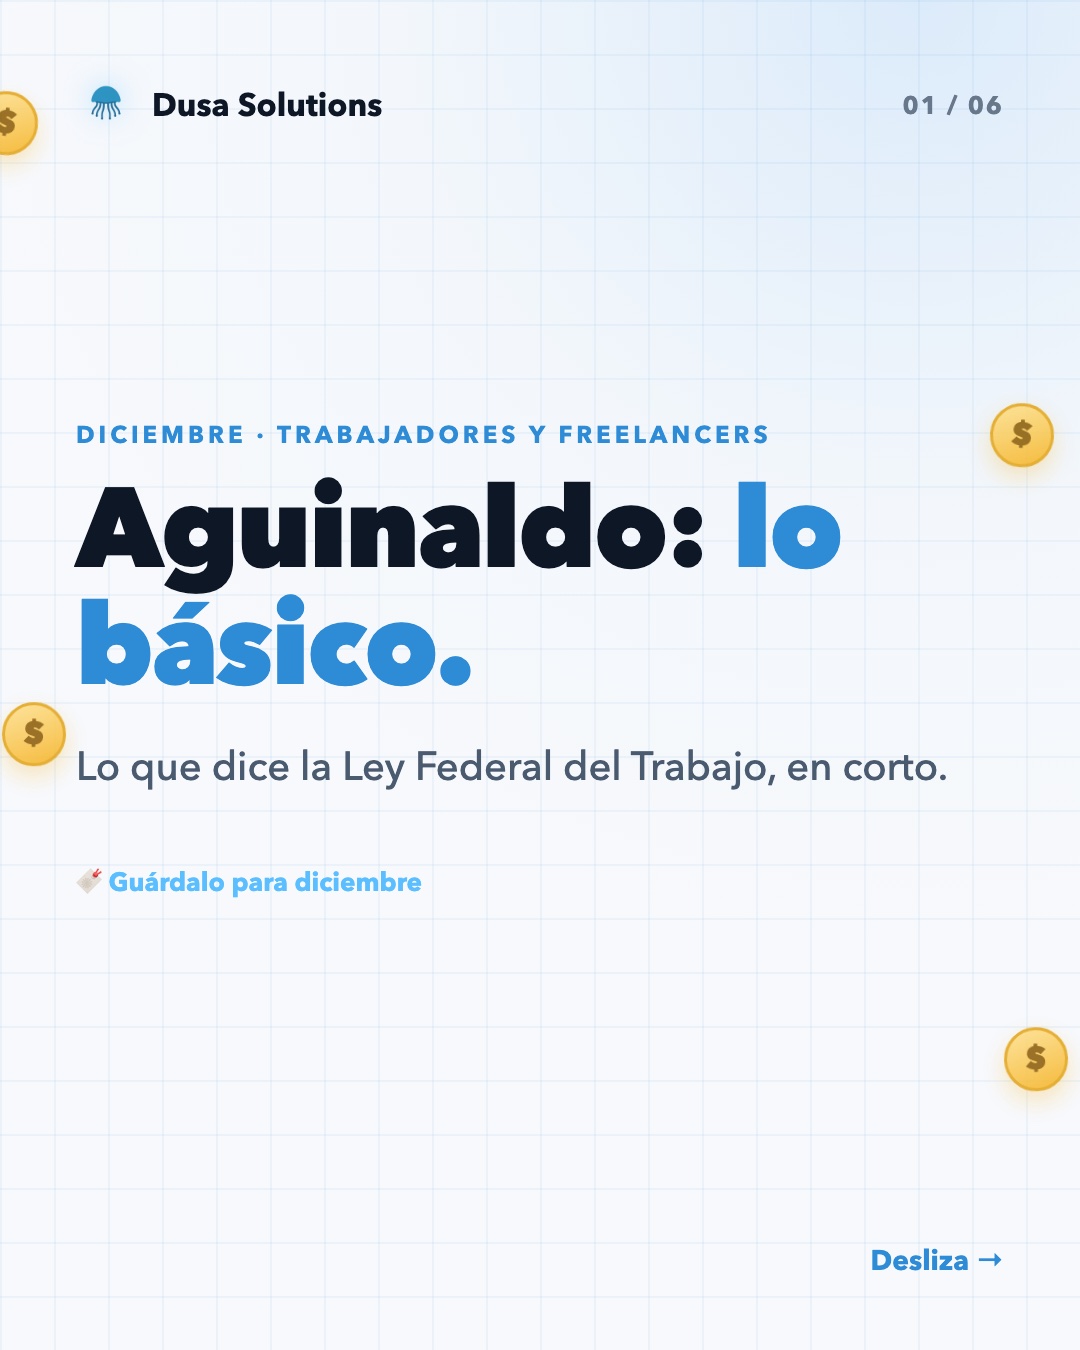 Dusa Solutions
01 / 06
$
DICIEMBRE · TRABAJADORES Y FREELANCERS
$
Aguinaldo: lo
básico.
$
Lo que dice la Ley Federal del Trabajo, en corto.
Guárdalo para diciembre
$
Desliza →